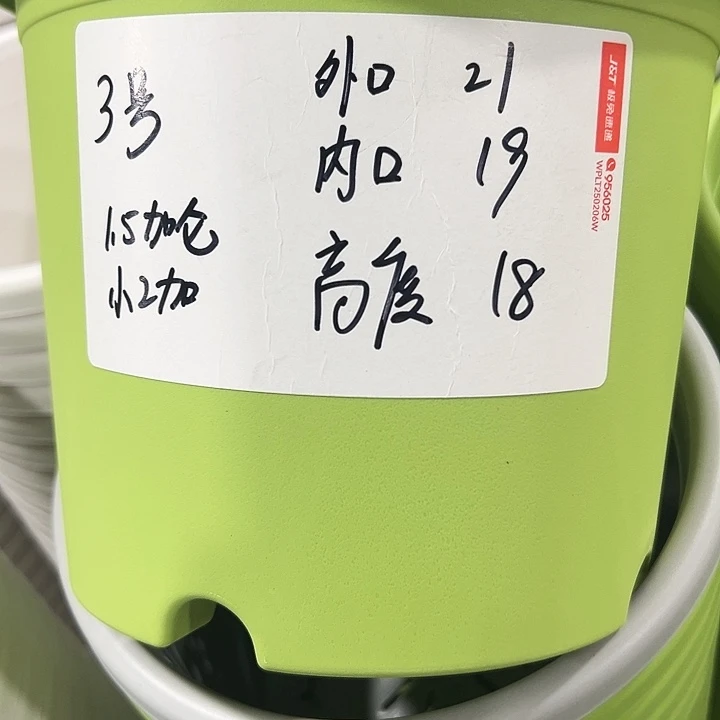 3号
1.5加仑
小2加
外口 21
内口 19
高度 18
J&T 极兔速递
956025
WPLT250206W